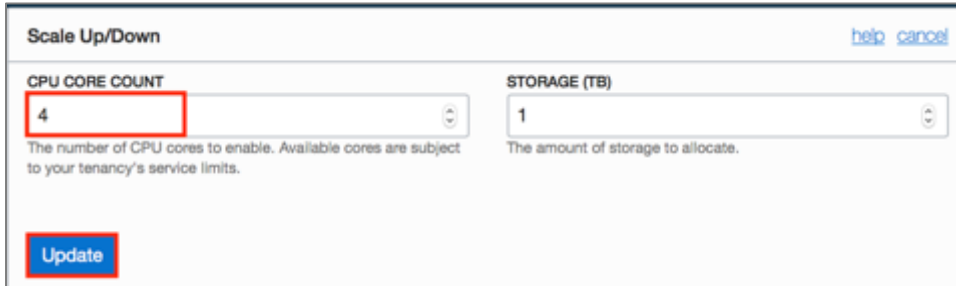 Scale Up/Down help cancel
CPU CORE COUNT STORAGE (TB)
4 1
The number of CPU cores to enable. Available cores are subject The amount of storage to allocate.
to your tenancy's service limits.
Update